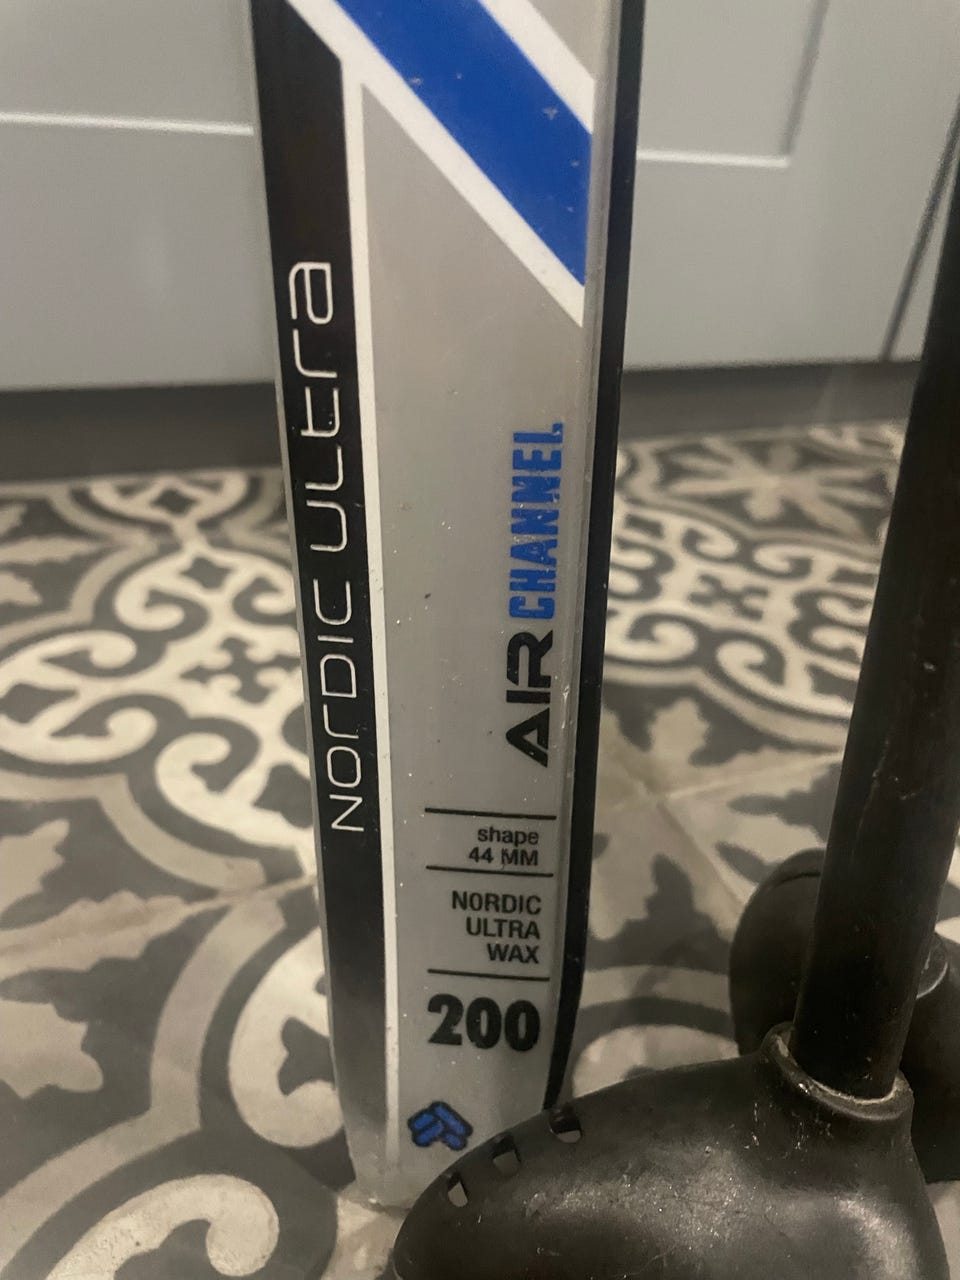 NORDIC ULTRA
AIR CHANNEL
shape
44 MM
NORDIC
ULTRA
WAX
200